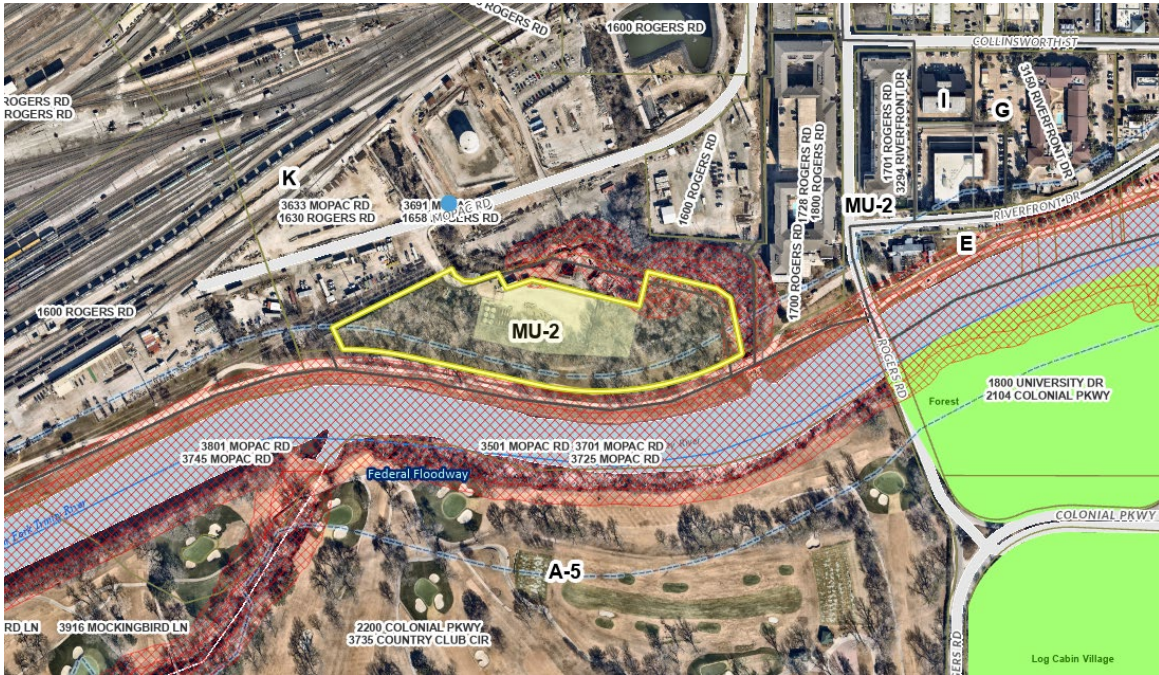 1600 ROGERS RD
COLLINSWORTH ST
ROGERS RD
ROGERS RD
I
G
3150 RIVERFRONT DR
1701 ROGERS RD
3294 RIVERFRONT DR
1600 ROGERS RD
1728 ROGERS RD
1800 ROGERS RD
K
3633 MOPAC RD
1630 ROGERS RD
MOPAC RD
MU-2
RIVERFRONT DR
E
1700 ROGERS RD
1600 ROGERS RD
MU-2
ROGERS RD
1800 UNIVERSITY DR
2104 COLONIAL PKWY
Forest
3801 MOPAC RD
3745 MOPAC RD
3501 MOPAC RD
3701 MOPAC RD
3725 MOPAC RD
River
Federal Floodway
COLONIAL PKWY
A-5
RD LN
3916 MOCKINGBIRD LN
2200 COLONIAL PKWY
3735 COUNTRY CLUB CIR
Log Cabin Village